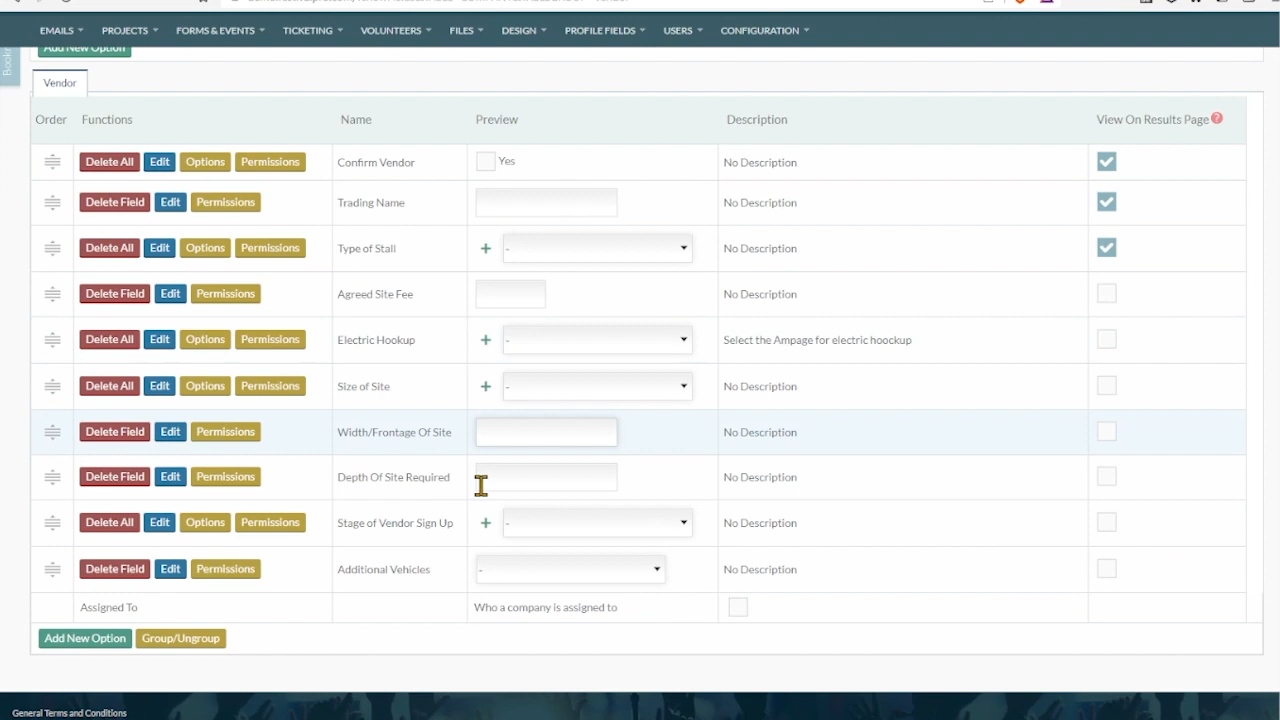 EMAILS PROJECTS FORMS & EVENTS TICKETING VOLUNTEERS FILES DESIGN PROFILE FIELDS USERS CONFIGURATION
Add New Option
Vendor
Order Functions Name Preview Description View On Results Page ?
Delete All Edit Options Permissions Confirm Vendor Yes No Description
Delete Field Edit Permissions Trading Name No Description
Delete All Edit Options Permissions Type of Stall + - No Description
Delete Field Edit Permissions Agreed Site Fee No Description
Delete All Edit Options Permissions Electric Hookup + - Select the Ampage for electric hoockup
Delete All Edit Options Permissions Size of Site + - No Description
Delete Field Edit Permissions Width/Frontage Of Site No Description
Delete Field Edit Permissions Depth Of Site Required No Description
Delete All Edit Options Permissions Stage of Vendor Sign Up + - No Description
Delete Field Edit Permissions Additional Vehicles - No Description
Assigned To Who a company is assigned to
Add New Option Group/Ungroup
General Terms and Conditions